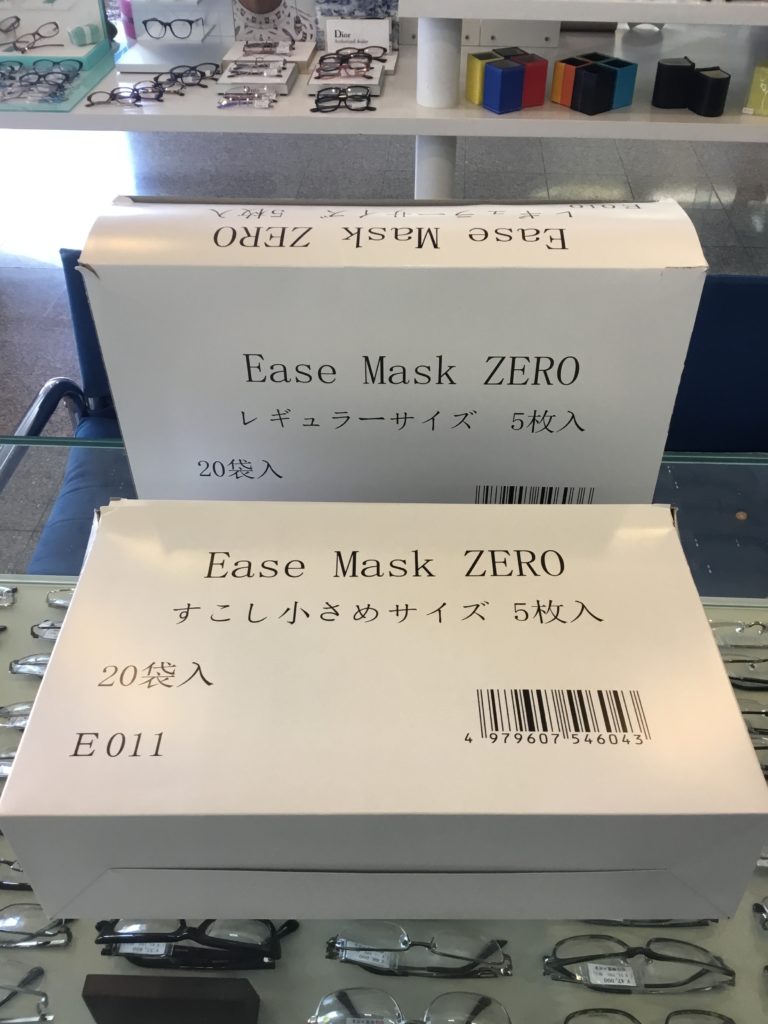 Dior
レギュラーサイズ 5枚入
Ease Mask ZERO
Ease Mask ZERO
レギュラーサイズ 5枚入
20袋入
Ease Mask ZERO
すこし小さめサイズ 5枚入
20袋入
E011
4 979607 546043